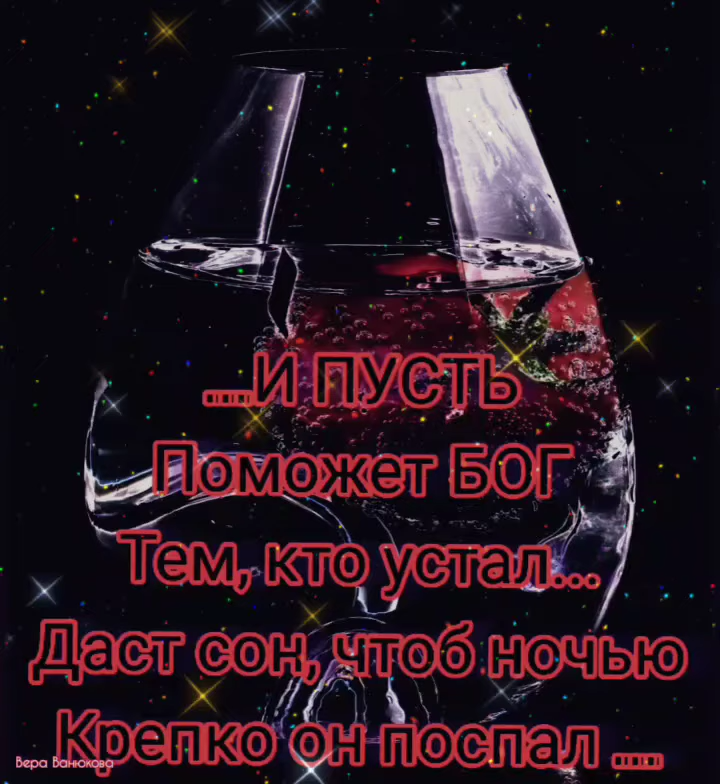 ....И ПУСТЬ
Поможет БОГ
Тем, кто устал...
Даст сон, чтоб ночью
Крепко он поспал ....
Вера Ванюкова